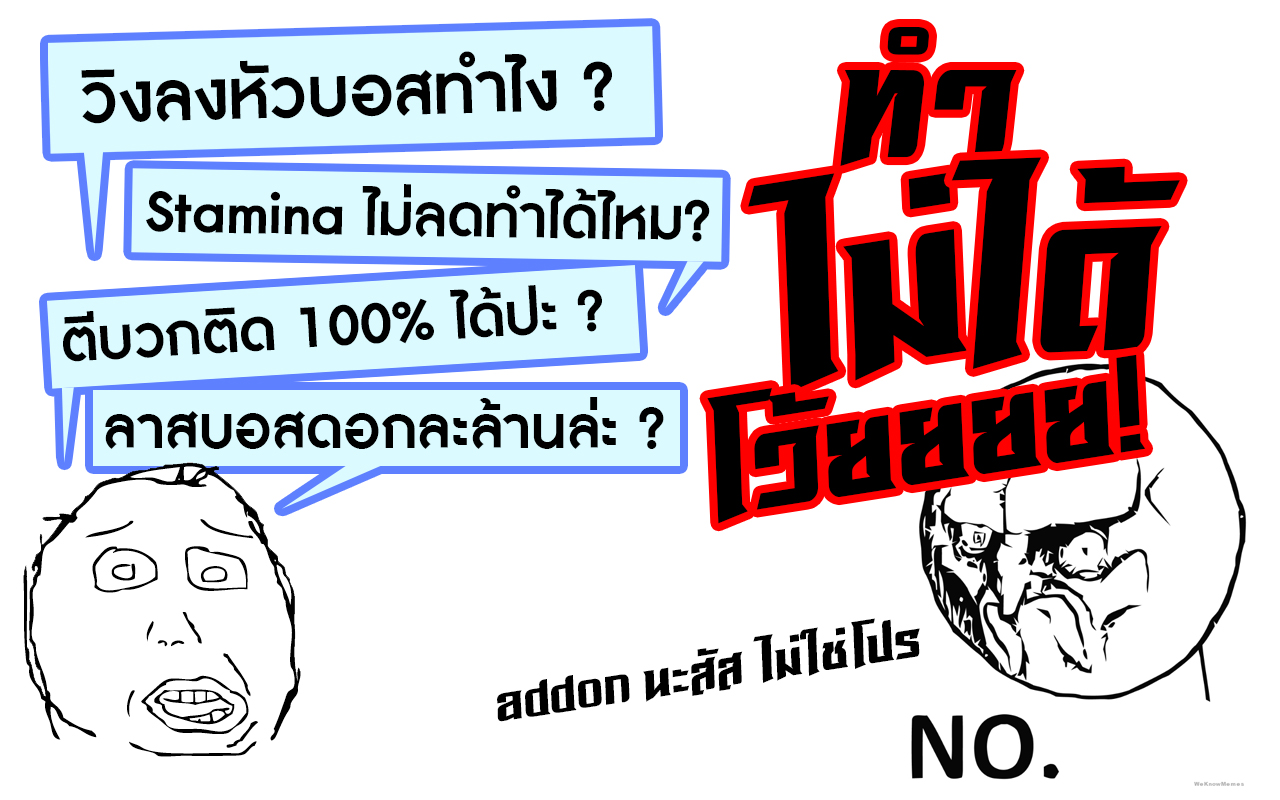 วิงลงหัวบอสทำไง ?
Stamina ไม่ลดทำได้ไหม?
ตีบวกติด 100% ได้ปะ ?
ลาสบอสดอกละล้านล่ะ ?
ทำ
ไม่ได้
โว้ยยยย!
addon นะสัส ไม่ใช่โปร
NO.
WeKnowMemes